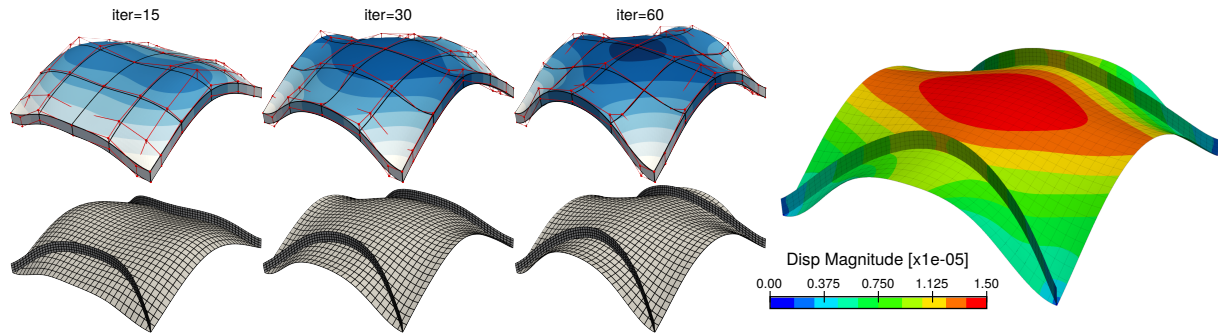 iter=15 iter=30 iter=60
Disp Magnitude [x1e-05]
0.00 0.375 0.750 1.125 1.50